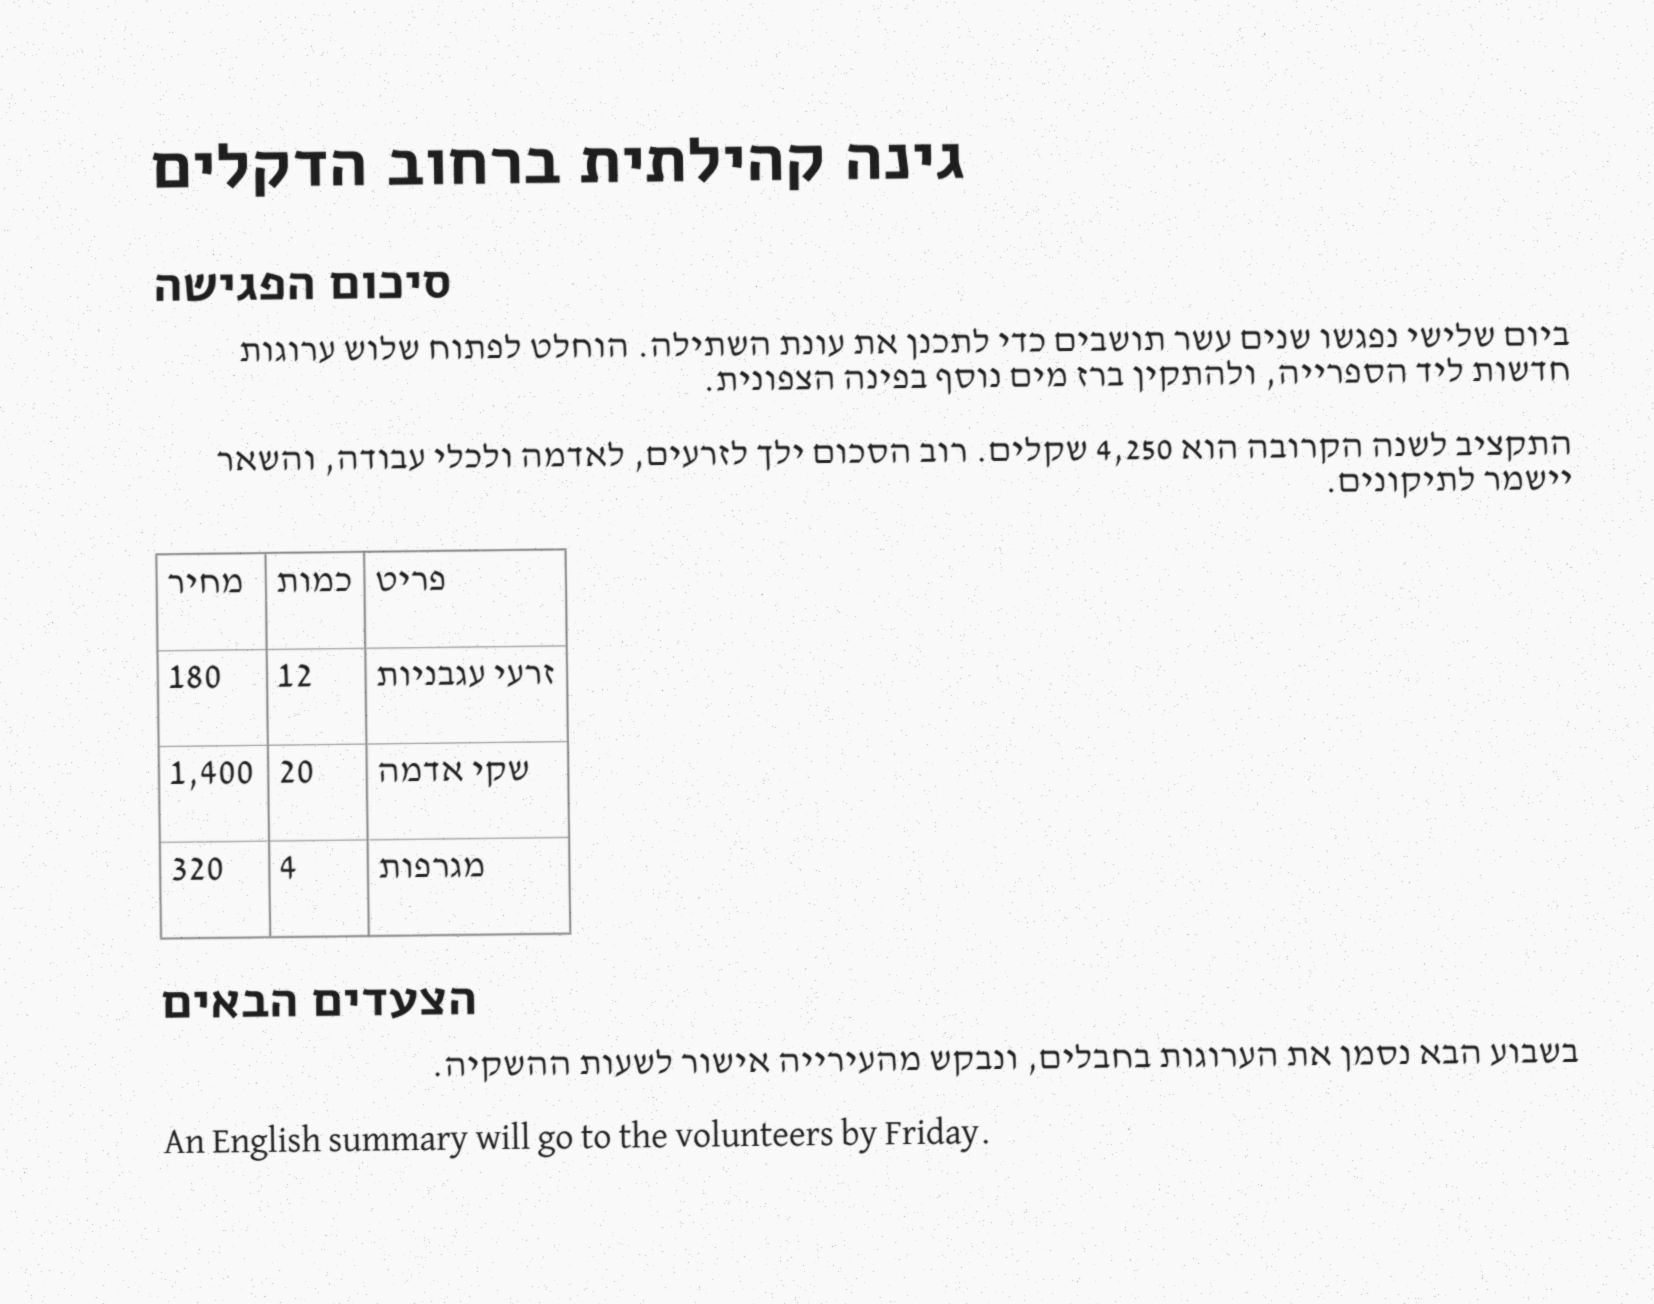 גינה קהילתית ברחוב הדקלים
סיכום הפגישה
ביום שלישי נפגשו שנים עשר תושבים כדי לתכנן את עונת השתילה. הוחלט לפתוח שלוש ערוגות
חדשות ליד הספרייה, ולהתקין ברז מים נוסף בפינה הצפונית.
התקציב לשנה הקרובה הוא 4,250 שקלים. רוב הסכום ילך לזרעים, לאדמה ולכלי עבודה, והשאר
יישמר לתיקונים.
פריט כמות מחיר
זרעי עגבניות 12 180
שקי אדמה 20 1,400
מגרפות 4 320
הצעדים הבאים
בשבוע הבא נסמן את הערוגות בחבלים, ונבקש מהעירייה אישור לשעות ההשקיה.
An English summary will go to the volunteers by Friday.